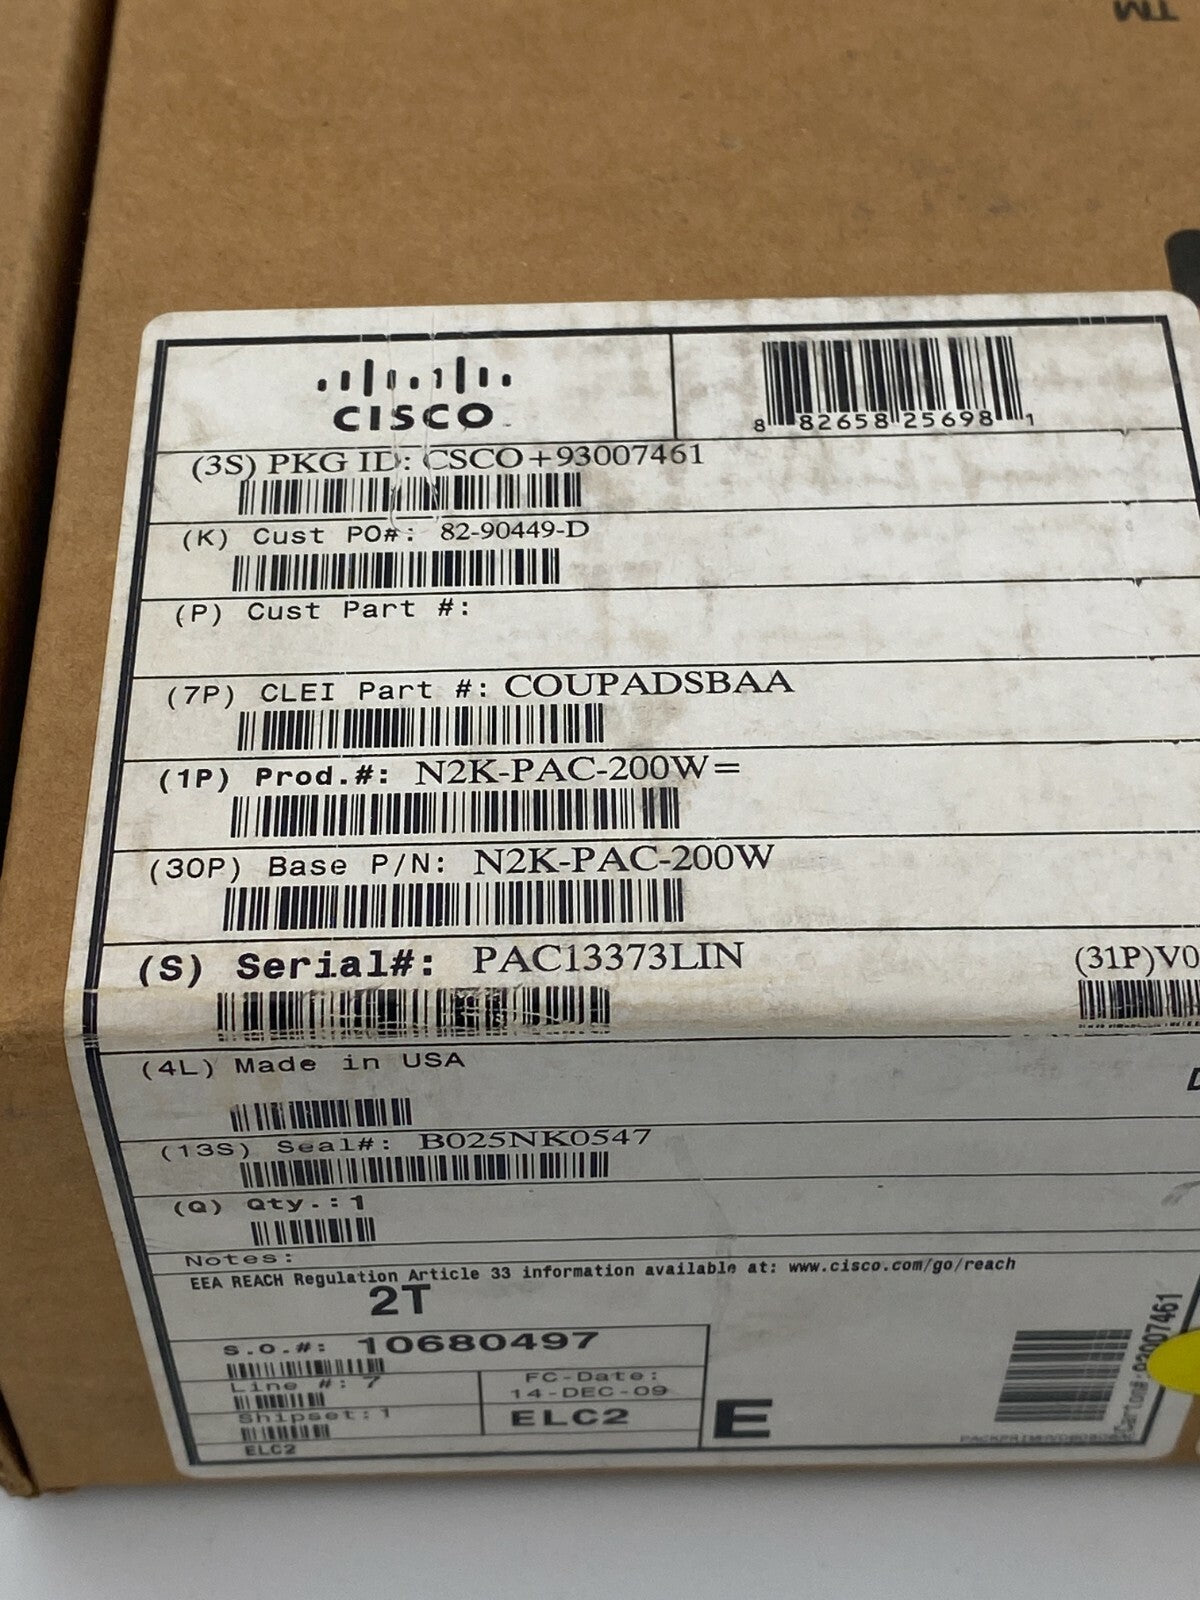 TM
CISCO
8 82658 25698 1
(3S) PKG ID: CSCO+93007461
(K) Cust PO#: 82-90449-D
(P) Cust Part #:
(7P) CLEI Part #: COUPADSBAA
(1P) Prod.#: N2K-PAC-200W=
(30P) Base P/N: N2K-PAC-200W
(S) Serial#: PAC13373LIN (31P)V0
(4L) Made in USA
(13S) Seal#: B025NK0547
(Q) Qty.:1
Notes:
EEA REACH Regulation Article 33 information available at: www.cisco.com/go/reach
2T
S.O.#: 10680497
Line #: 7
FC-Date:
14-DEC-09
Shipset:1
ELC2
ELC2
E
Carton#:93007461